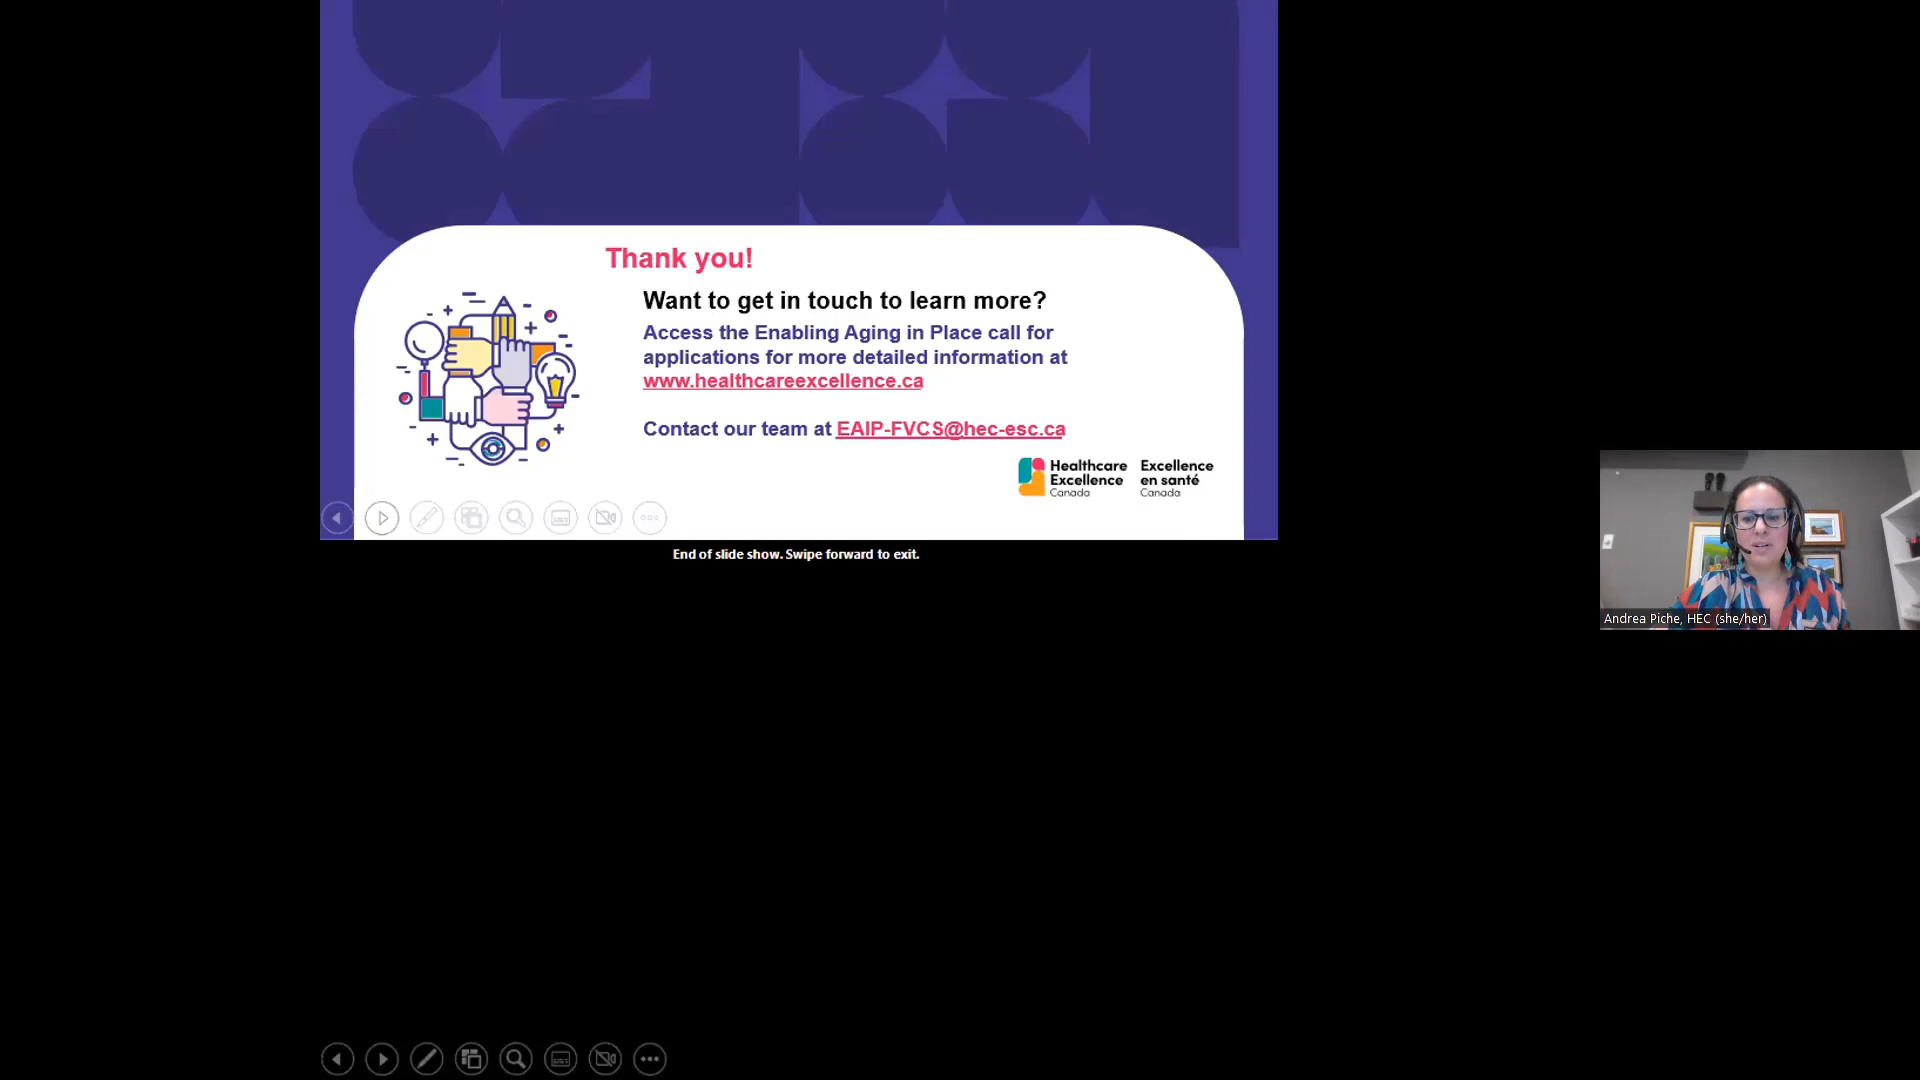 Thank you!
Want to get in touch to learn more?
Access the Enabling Aging in Place call for
applications for more detailed information at
www.healthcareexcellence.ca
Contact our team at EAIP-FVCS@hec-esc.ca
Healthcare
Excellence
Canada
Excellence
en santé
Canada
End of slide show. Swipe forward to exit.
Andrea Piche, HEC (she/her)